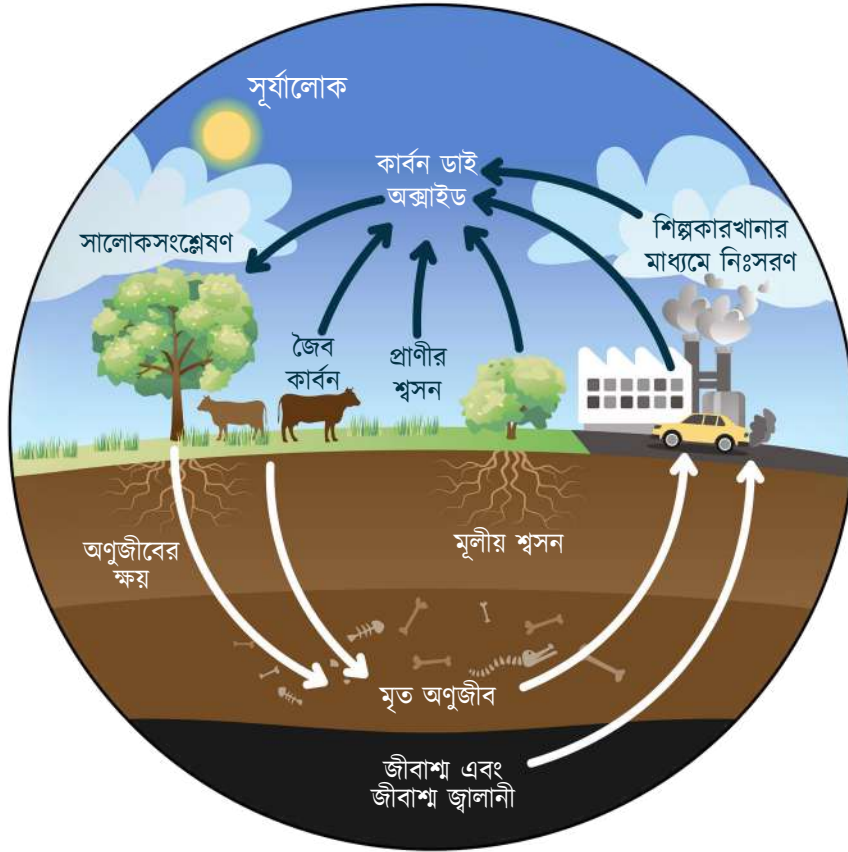 সূর্যালোক
কার্বন ডাই
অক্সাইড
সালোকসংশ্লেষণ
শিল্পকারখানার
মাধ্যমে নিঃসরণ
জৈব
কার্বন
প্রাণীর
শ্বসন
অণুজীবের
ক্ষয়
মূলীয় শ্বসন
মৃত অণুজীব
জীবাশ্ম এবং
জীবাশ্ম জ্বালানী